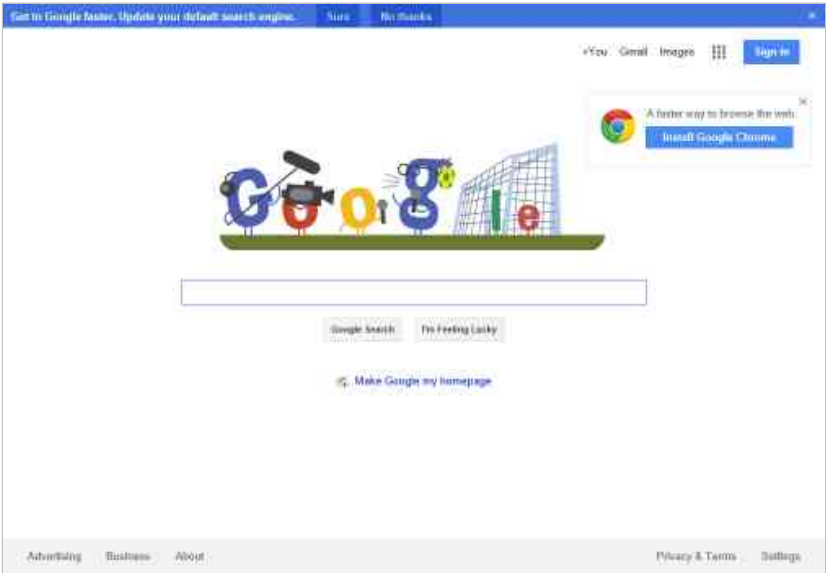 Get to Google faster. Update your default search engine. Sure No thanks ×
+You Gmail Images Sign in
A faster way to browse the web ×
Install Google Chrome
Google
Google Search I'm Feeling Lucky
Make Google my homepage
Advertising Business About Privacy & Terms Settings